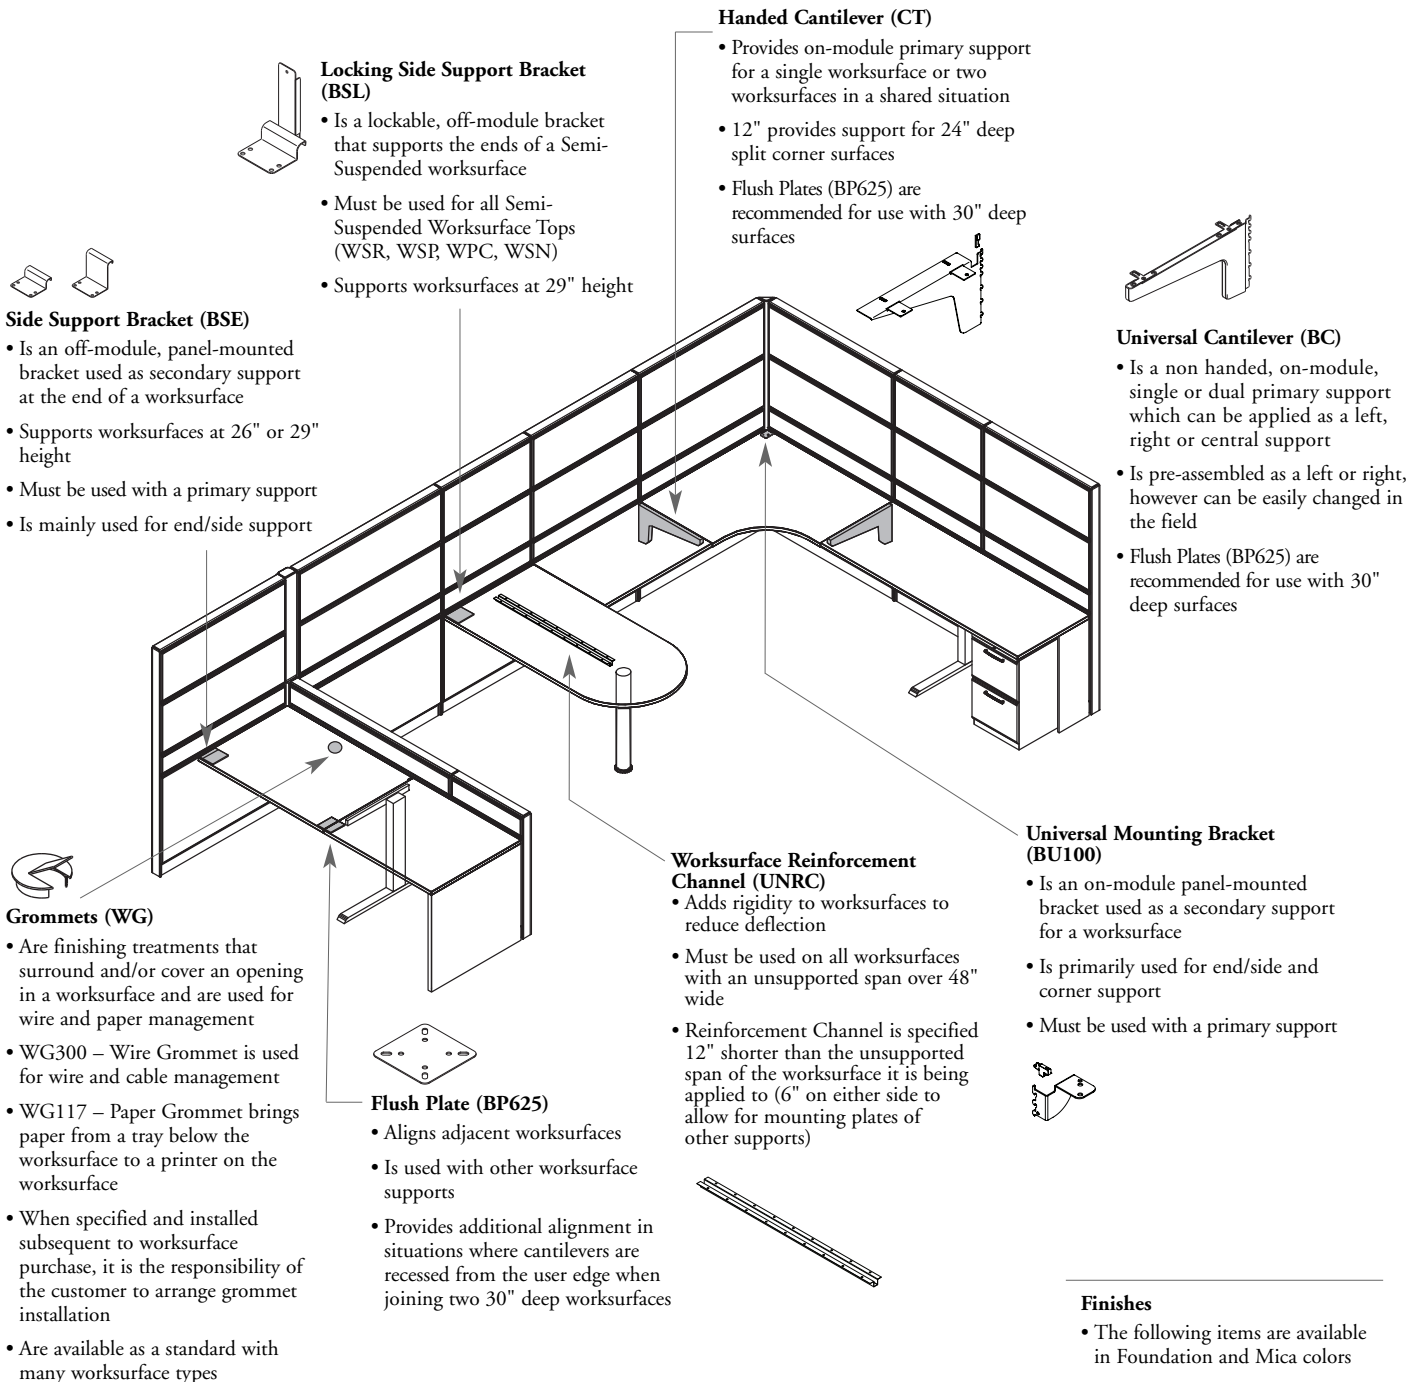 Handed Cantilever (CT)
• Provides on-module primary support
for a single worksurface or two
worksurfaces in a shared situation
• 12" provides support for 24" deep
split corner surfaces
• Flush Plates (BP625) are
recommended for use with 30" deep
surfaces
Locking Side Support Bracket
(BSL)
• Is a lockable, off-module bracket
that supports the ends of a Semi-
Suspended worksurface
• Must be used for all Semi-
Suspended Worksurface Tops
(WSR, WSP, WPC, WSN)
• Supports worksurfaces at 29" height
Side Support Bracket (BSE)
• Is an off-module, panel-mounted
bracket used as secondary support
at the end of a worksurface
• Supports worksurfaces at 26" or 29"
height
• Must be used with a primary support
• Is mainly used for end/side support
Universal Cantilever (BC)
• Is a non handed, on-module,
single or dual primary support
which can be applied as a left,
right or central support
• Is pre-assembled as a left or right,
however can be easily changed in
the field
• Flush Plates (BP625) are
recommended for use with 30"
deep surfaces
Grommets (WG)
• Are finishing treatments that
surround and/or cover an opening
in a worksurface and are used for
wire and paper management
• WG300 – Wire Grommet is used
for wire and cable management
• WG117 – Paper Grommet brings
paper from a tray below the
worksurface to a printer on the
worksurface
• When specified and installed
subsequent to worksurface
purchase, it is the responsibility of
the customer to arrange grommet
installation
• Are available as a standard with
many worksurface types
Flush Plate (BP625)
• Aligns adjacent worksurfaces
• Is used with other worksurface
supports
• Provides additional alignment in
situations where cantilevers are
recessed from the user edge when
joining two 30" deep worksurfaces
Worksurface Reinforcement
Channel (UNRC)
• Adds rigidity to worksurfaces to
reduce deflection
• Must be used on all worksurfaces
with an unsupported span over 48"
wide
• Reinforcement Channel is specified
12" shorter than the unsupported
span of the worksurface it is being
applied to (6" on either side to
allow for mounting plates of
other supports)
Universal Mounting Bracket
(BU100)
• Is an on-module panel-mounted
bracket used as a secondary support
for a worksurface
• Is primarily used for end/side and
corner support
• Must be used with a primary support
Finishes
• The following items are available
in Foundation and Mica colors